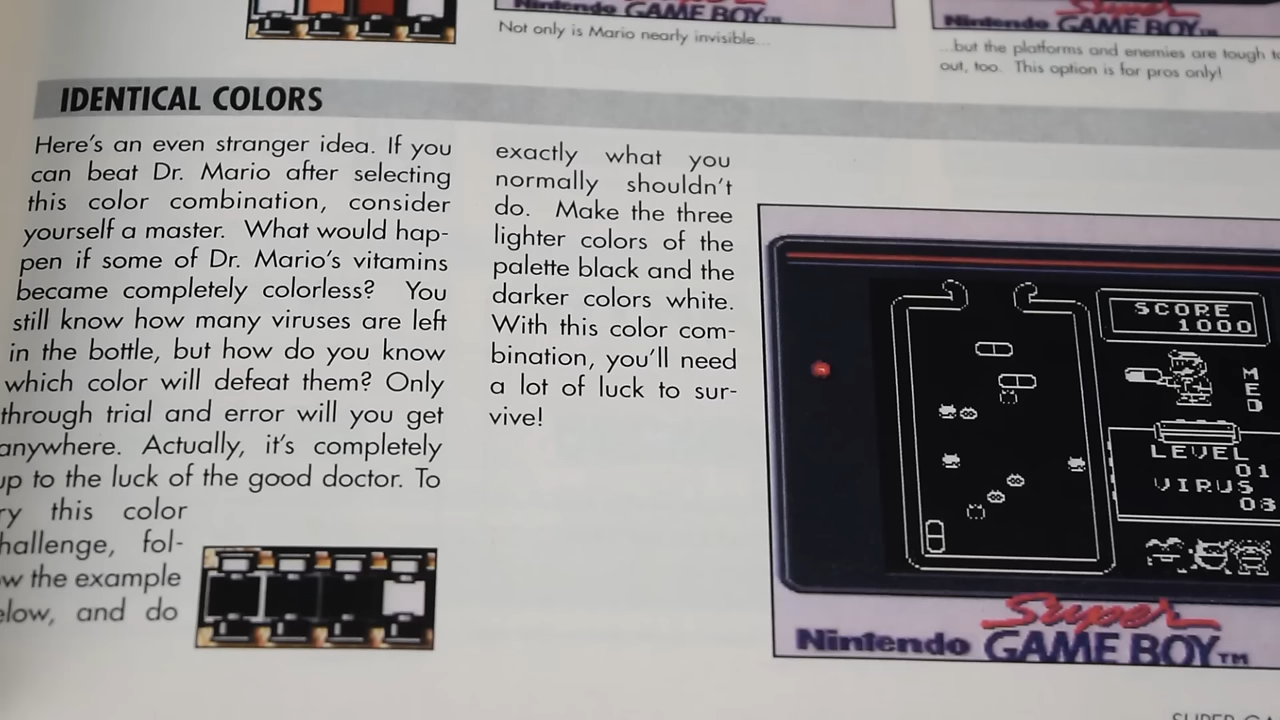 Nintendo GAME BOY™
Super
Nintendo GAME BOY™
Not only is Mario nearly invisible...
...but the platforms and enemies are tough
out, too. This option is for pros only!
IDENTICAL COLORS
Here's an even stranger idea. If you
can beat Dr. Mario after selecting
this color combination, consider
yourself a master. What would hap-
pen if some of Dr. Mario's vitamins
became completely colorless? You
still know how many viruses are left
in the bottle, but how do you know
which color will defeat them? Only
through trial and error will you get
anywhere. Actually, it's completely
up to the luck of the good doctor. To
ry this color
hallenge, fol-
ow the example
elow, and do
exactly what you
normally shouldn't
do. Make the three
lighter colors of the
palette black and the
darker colors white.
With this color com-
bination, you'll need
a lot of luck to sur-
vive!
SCORE
1000
MED
LEVEL
01
VIRUS
08
Super
Nintendo GAME BOY™